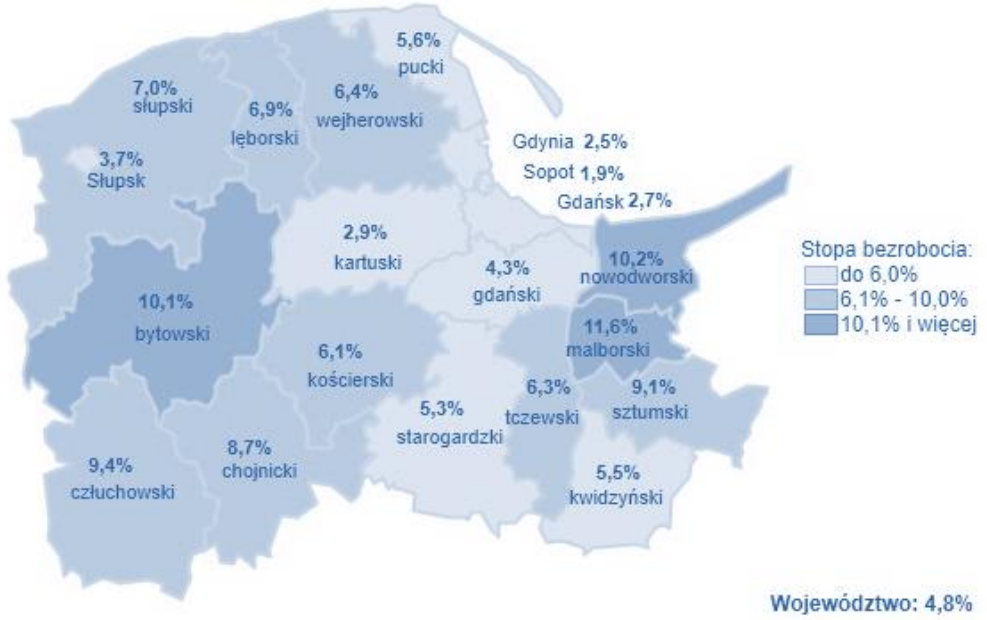 5,6%
pucki
7,0%
słupski
6,9%
lęborski
6,4%
wejherowski
3,7%
Słupsk
Gdynia 2,5%
Sopot 1,9%
Gdańsk 2,7%
2,9%
kartuski
4,3%
gdański
10,2%
nowodworski
10,1%
bytowski
11,6%
malborski
6,1%
kościerski
5,3%
starogardzki
6,3%
tczewski
9,1%
sztumski
9,4%
człuchowski
8,7%
chojnicki
5,5%
kwidzyński
Stopa bezrobocia:
do 6,0%
6,1% - 10,0%
10,1% i więcej
Województwo: 4,8%